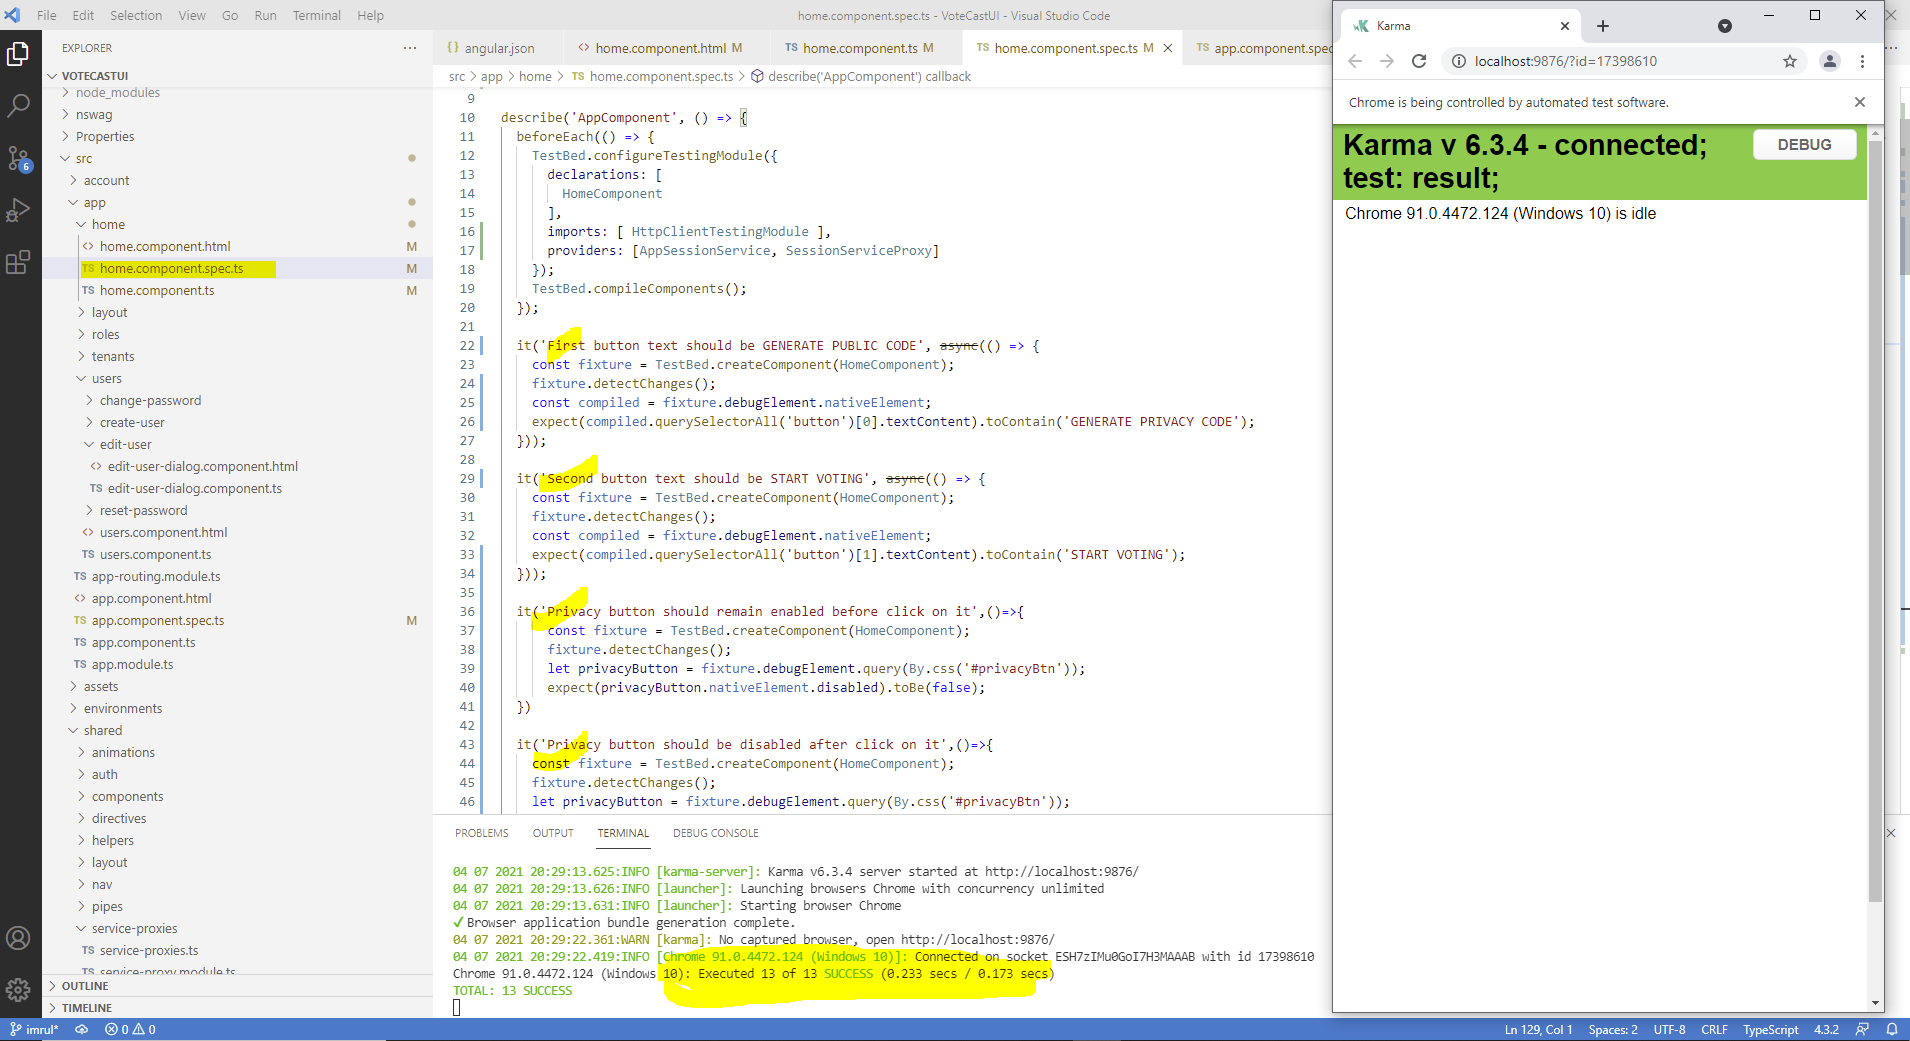 File Edit Selection View Go Run Terminal Help
home.component.spec.ts - VoteCastUI - Visual Studio Code
EXPLORER
VOTECASTUI
node_modules
nswag
Properties
src
account
app
home
home.component.html M
TS home.component.spec.ts M
TS home.component.ts M
layout
roles
tenants
users
change-password
create-user
edit-user
edit-user-dialog.component.html
TS edit-user-dialog.component.ts
reset-password
users.component.html
TS users.component.ts
TS app-routing.module.ts
app.component.html
TS app.component.spec.ts M
TS app.component.ts
TS app.module.ts
assets
environments
shared
animations
auth
components
directives
helpers
layout
nav
pipes
service-proxies
TS service-proxies.ts
TS service-proxy.module.ts
OUTLINE
TIMELINE
6
{} angular.json
<> home.component.html M
TS home.component.ts M
TS home.component.spec.ts M
TS app.component.spec
src > app > home > TS home.component.spec.ts > describe('AppComponent') callback
9
10 describe('AppComponent', () => {
11 beforeEach(() => {
12 TestBed.configureTestingModule({
13 declarations: [
14 HomeComponent
15 ],
16 imports: [ HttpClientTestingModule ],
17 providers: [AppSessionService, SessionServiceProxy]
18 });
19 TestBed.compileComponents();
20 });
21
22 it('First button text should be GENERATE PUBLIC CODE', async(() => {
23 const fixture = TestBed.createComponent(HomeComponent);
24 fixture.detectChanges();
25 const compiled = fixture.debugElement.nativeElement;
26 expect(compiled.querySelectorAll('button')[0].textContent).toContain('GENERATE PRIVACY CODE');
27 }));
28
29 it('Second button text should be START VOTING', async(() => {
30 const fixture = TestBed.createComponent(HomeComponent);
31 fixture.detectChanges();
32 const compiled = fixture.debugElement.nativeElement;
33 expect(compiled.querySelectorAll('button')[1].textContent).toContain('START VOTING');
34 }));
35
36 it('Privacy button should remain enabled before click on it',()=>{
37 const fixture = TestBed.createComponent(HomeComponent);
38 fixture.detectChanges();
39 let privacyButton = fixture.debugElement.query(By.css('#privacyBtn'));
40 expect(privacyButton.nativeElement.disabled).toBe(false);
41 })
42
43 it('Privacy button should be disabled after click on it',()=>{
44 const fixture = TestBed.createComponent(HomeComponent);
45 fixture.detectChanges();
46 let privacyButton = fixture.debugElement.query(By.css('#privacyBtn'));
PROBLEMS OUTPUT TERMINAL DEBUG CONSOLE
04 07 2021 20:29:13.625:INFO [karma-server]: Karma v6.3.4 server started at http://localhost:9876/
04 07 2021 20:29:13.626:INFO [launcher]: Launching browsers Chrome with concurrency unlimited
04 07 2021 20:29:13.631:INFO [launcher]: Starting browser Chrome
✓ Browser application bundle generation complete.
04 07 2021 20:29:22.361:WARN [karma]: No captured browser, open http://localhost:9876/
04 07 2021 20:29:22.419:INFO [Chrome 91.0.4472.124 (Windows 10)]: Connected on socket ESH7zIMu0GoI7H3MAAAB with id 17398610
Chrome 91.0.4472.124 (Windows 10): Executed 13 of 13 SUCCESS (0.233 secs / 0.173 secs)
TOTAL: 13 SUCCESS
imrul* 0 0
Ln 129, Col 1 Spaces: 2 UTF-8 CRLF TypeScript 4.3.2
Karma
localhost:9876/?id=17398610
Chrome is being controlled by automated test software.
Karma v 6.3.4 - connected;
test: result;
DEBUG
Chrome 91.0.4472.124 (Windows 10) is idle